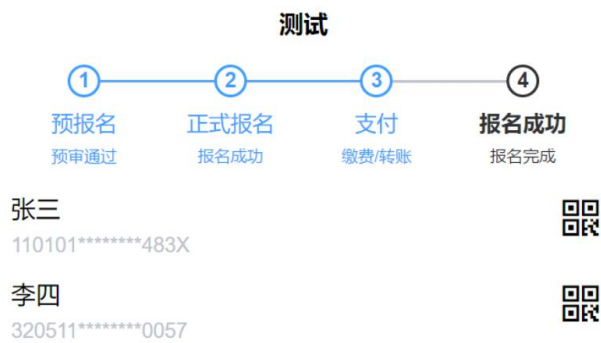 测试
1 2 3 4
预报名 正式报名 支付 报名成功
预审通过 报名成功 缴费/转账 报名完成
张三
110101********483X
李四
320511********0057